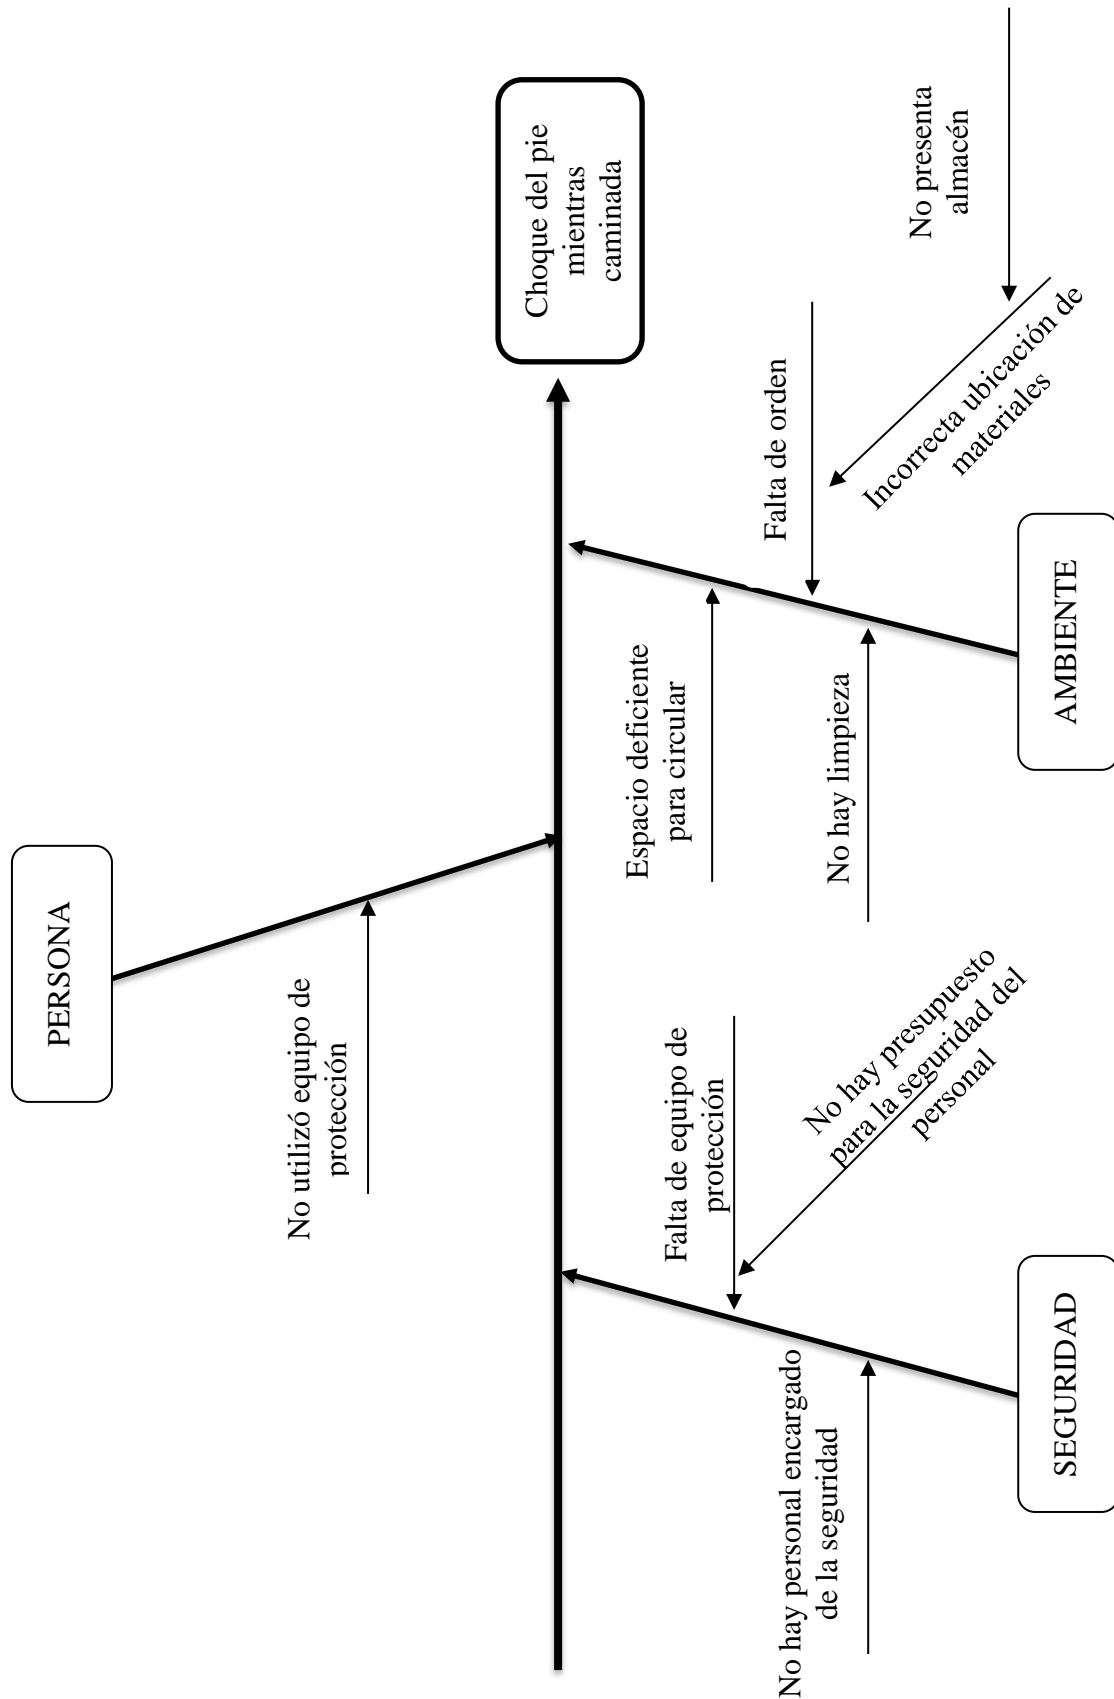 PERSONA
No utilizó equipo de
protección
Choque del pie
mientras
caminada
Falta de equipo de
protección
No hay presupuesto
para la seguridad del
personal
No hay personal encargado
de la seguridad
SEGURIDAD
Espacio deficiente
para circular
Falta de orden
No hay limpieza
Incorrecta ubicación de
materiales
No presenta
almacén
AMBIENTE